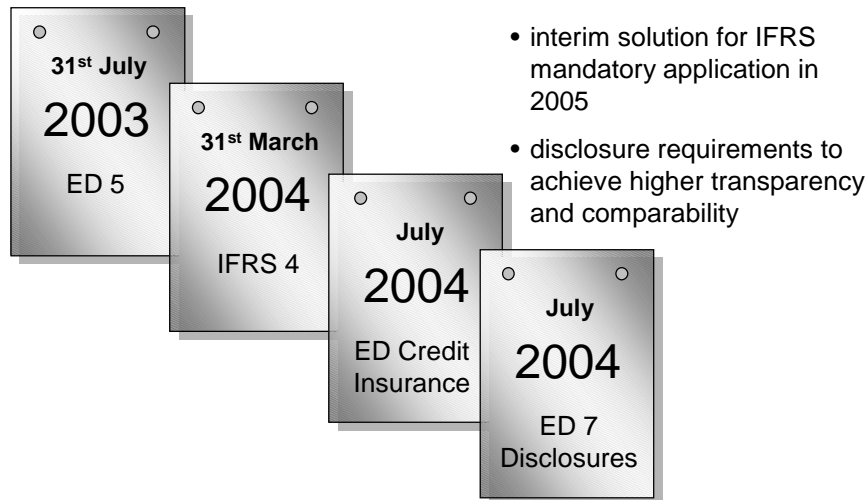 31st July
2003
ED 5
31st March
2004
IFRS 4
July
2004
ED Credit
Insurance
July
2004
ED 7
Disclosures
• interim solution for IFRS
mandatory application in
2005
• disclosure requirements to
achieve higher transparency
and comparability